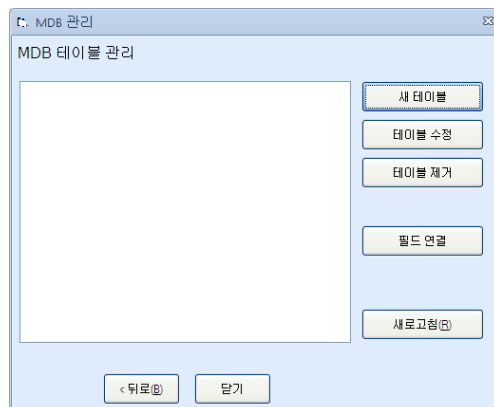 MDB 관리
MDB 테이블 관리
새 테이블
테이블 수정
테이블 제거
필드 연결
새로고침(R)
< 뒤로(B)
닫기